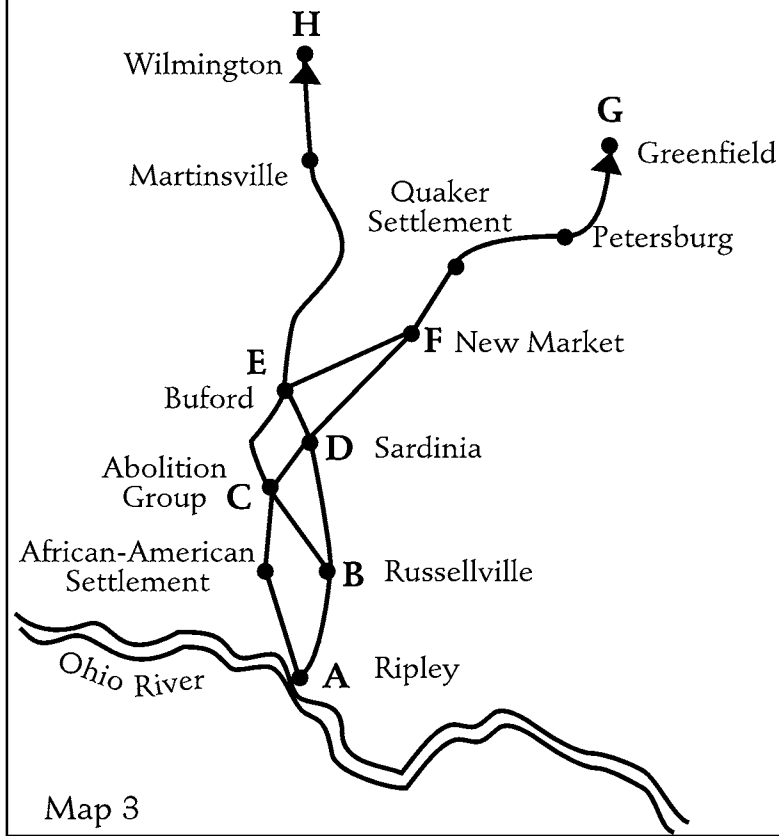 H
Wilmington
G
Greenfield
Martinsville
Quaker
Settlement
Petersburg
F New Market
E
Buford
D Sardinia
Abolition
Group C
African-American
Settlement
B Russellville
Ohio River
A Ripley
Map 3